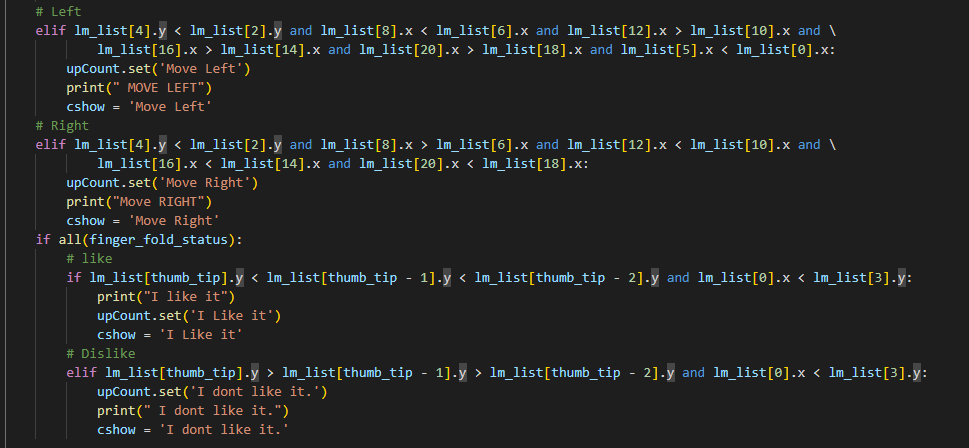 # Left
elif lm_list[4].y < lm_list[2].y and lm_list[8].x < lm_list[6].x and lm_list[12].x > lm_list[10].x and \
lm_list[16].x > lm_list[14].x and lm_list[20].x > lm_list[18].x and lm_list[5].x < lm_list[0].x:
upCount.set('Move Left')
print(" MOVE LEFT")
cshow = 'Move Left'
# Right
elif lm_list[4].y < lm_list[2].y and lm_list[8].x > lm_list[6].x and lm_list[12].x < lm_list[10].x and \
lm_list[16].x < lm_list[14].x and lm_list[20].x < lm_list[18].x:
upCount.set('Move Right')
print("Move RIGHT")
cshow = 'Move Right'
if all(finger_fold_status):
# like
if lm_list[thumb_tip].y < lm_list[thumb_tip - 1].y < lm_list[thumb_tip - 2].y and lm_list[0].x < lm_list[3].y:
print("I like it")
upCount.set('I Like it')
cshow = 'I Like it'
# Dislike
elif lm_list[thumb_tip].y > lm_list[thumb_tip - 1].y > lm_list[thumb_tip - 2].y and lm_list[0].x < lm_list[3].y:
upCount.set('I dont like it.')
print(" I dont like it.")
cshow = 'I dont like it.'